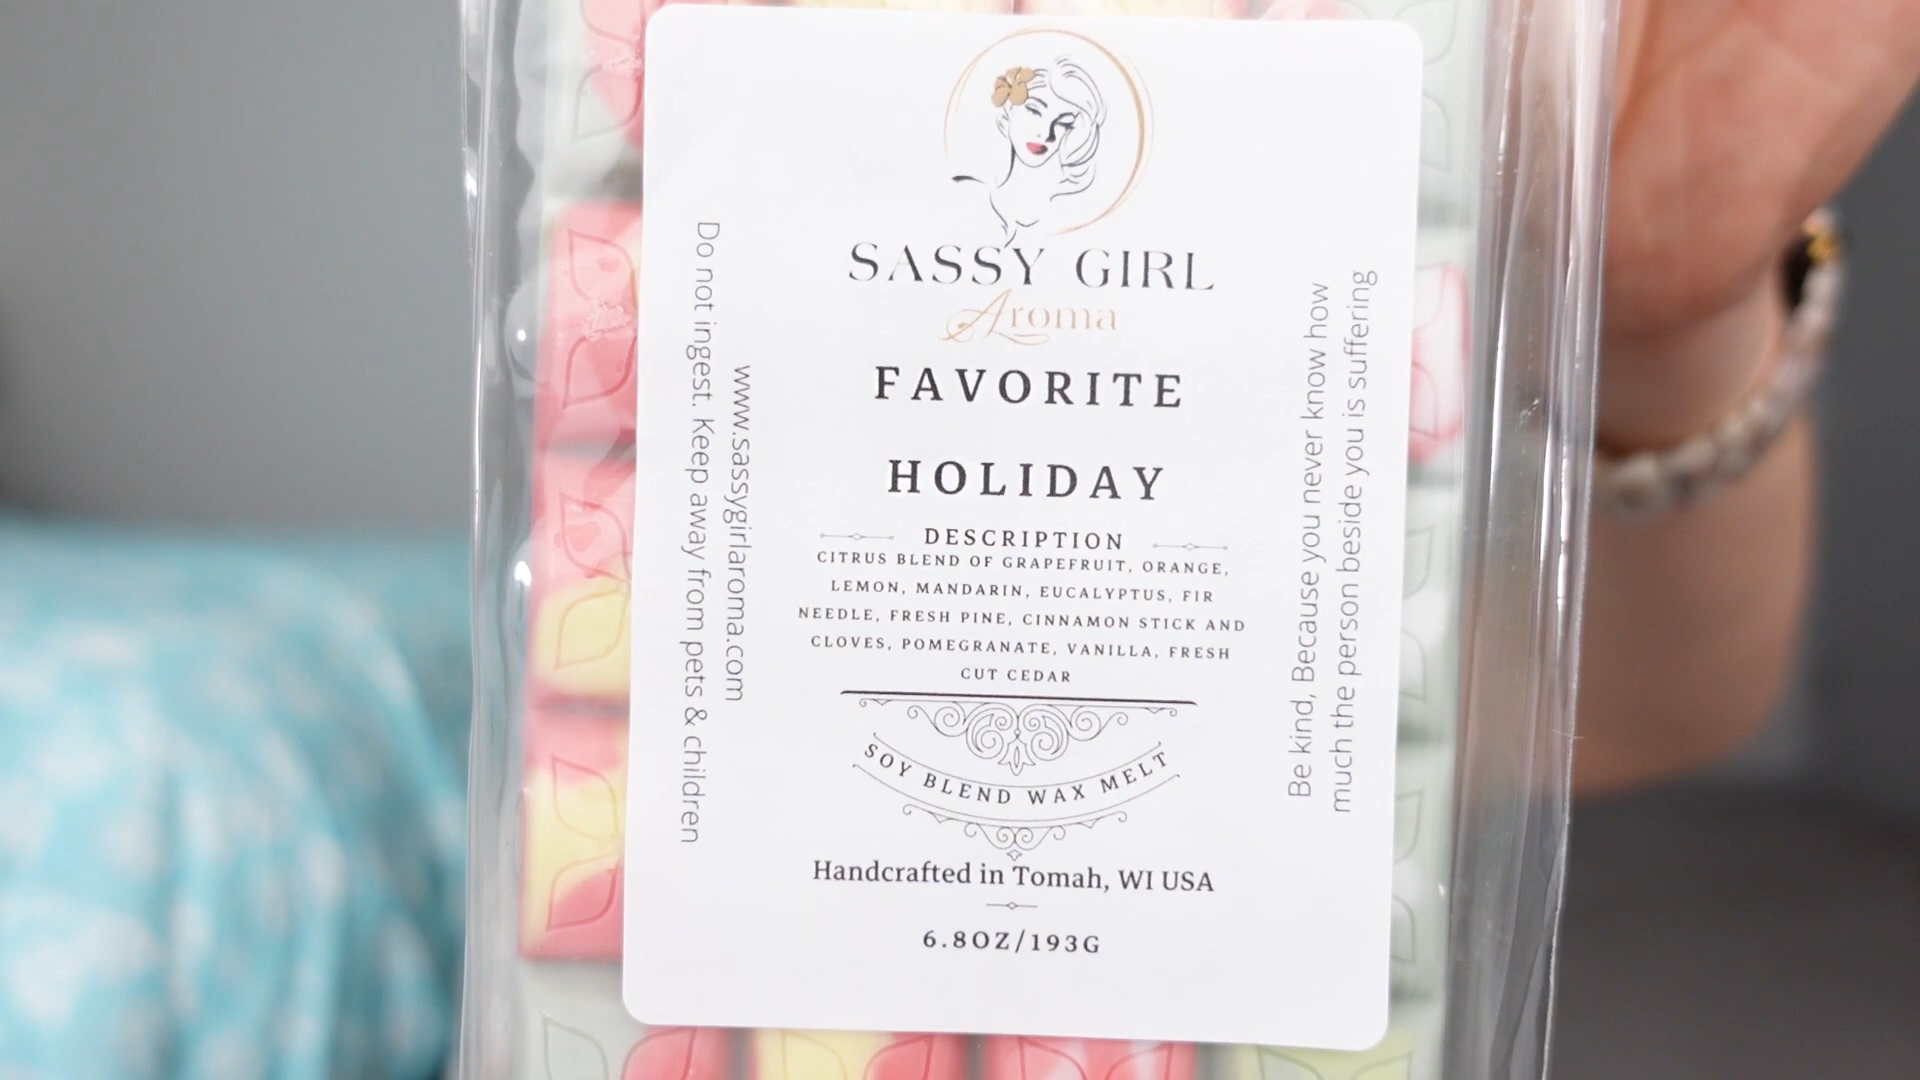 SASSY GIRL
Aroma
FAVORITE
HOLIDAY
DESCRIPTION
CITRUS BLEND OF GRAPEFRUIT, ORANGE,
LEMON, MANDARIN, EUCALYPTUS, FIR
NEEDLE, FRESH PINE, CINNAMON STICK AND
CLOVES, POMEGRANATE, VANILLA, FRESH
CUT CEDAR
SOY BLEND WAX MELT
Handcrafted in Tomah, WI USA
6.8OZ/193G
Do not ingest. Keep away from pets & children
www.sassygirlaroma.com
Be kind, Because you never know how
much the person beside you is suffering